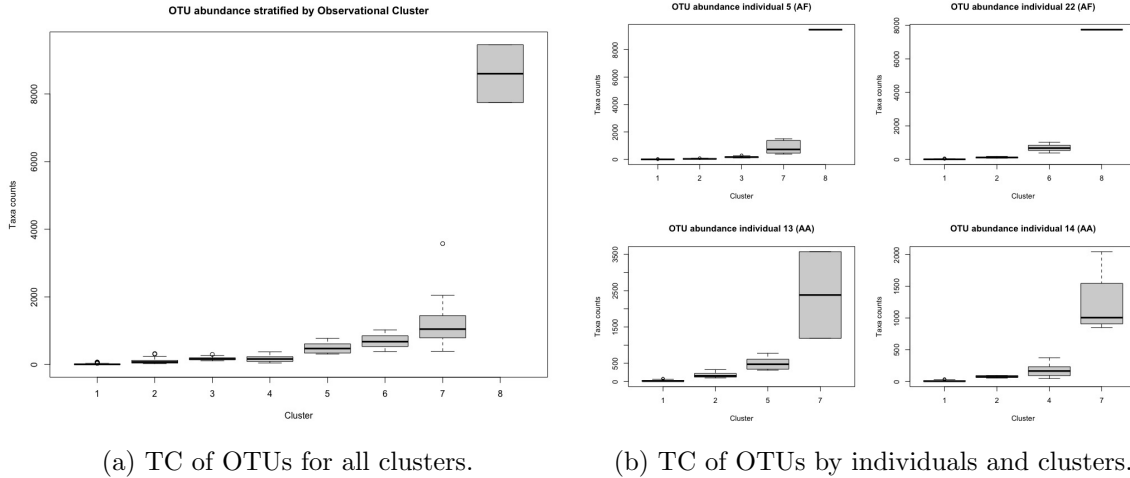 OTU abundance stratified by Observational Cluster
Taxa counts
8000
6000
4000
2000
0
1 2 3 4 5 6 7 8
Cluster
(a) TC of OTUs for all clusters.
OTU abundance individual 5 (AF)
Taxa counts
8000
6000
4000
2000
0
1 2 3 7 8
Cluster
OTU abundance individual 22 (AF)
Taxa counts
8000
6000
4000
2000
0
1 2 6 8
Cluster
OTU abundance individual 13 (AA)
Taxa counts
3500
2500
1500
500
0
1 2 5 7
Cluster
OTU abundance individual 14 (AA)
Taxa counts
2000
1500
1000
500
0
1 2 4 7
Cluster
(b) TC of OTUs by individuals and clusters.